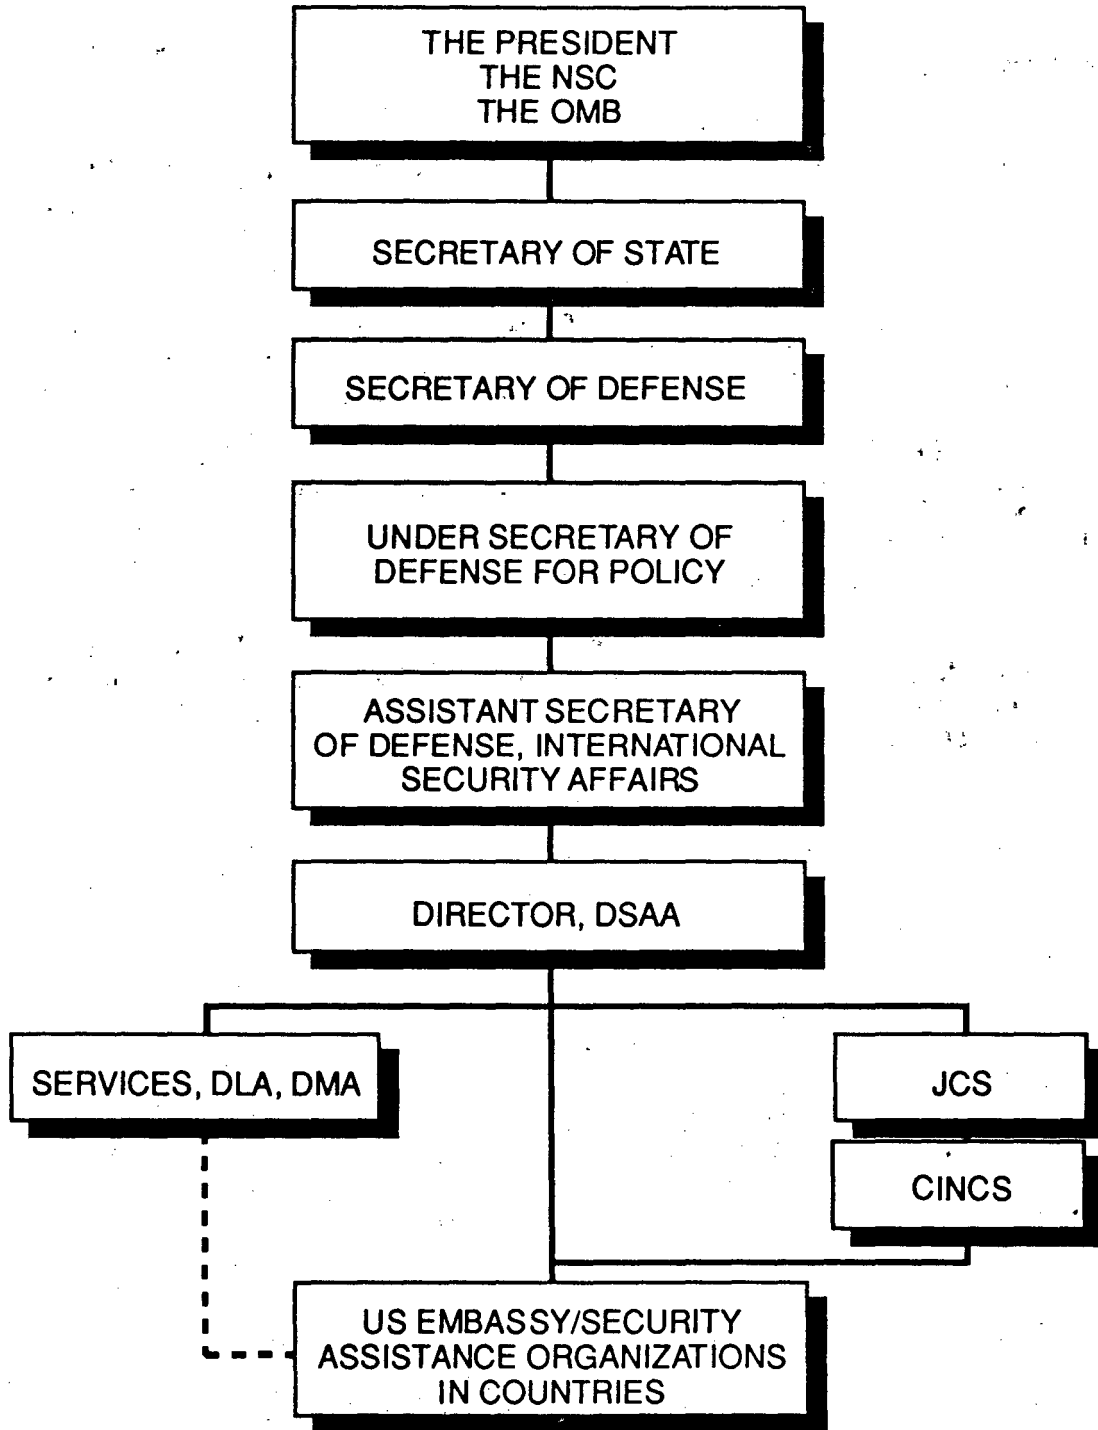 THE PRESIDENT
THE NSC
THE OMB
SECRETARY OF STATE
SECRETARY OF DEFENSE
UNDER SECRETARY OF
DEFENSE FOR POLICY
ASSISTANT SECRETARY
OF DEFENSE, INTERNATIONAL
SECURITY AFFAIRS
DIRECTOR, DSAA
SERVICES, DLA, DMA
JCS
CINCS
US EMBASSY/SECURITY
ASSISTANCE ORGANIZATIONS
IN COUNTRIES